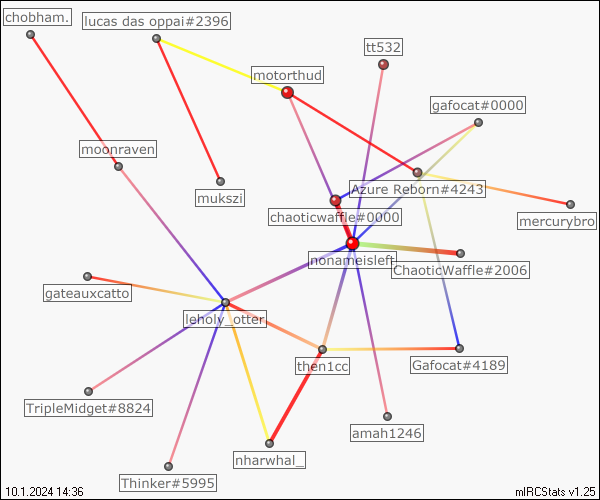 chobham.
lucas das oppai#2396
tt532
motorthud
gafocat#0000
moonraven
Azure Reborn#4243
mukszi
chaoticwaffle#0000
mercurybro
nonameisleft
ChaoticWaffle#2006
gateauxcatto
leholy_otter
then1cc
Gafocat#4189
TripleMidget#8824
amah1246
nharwhal_
Thinker#5995
10.1.2024 14:36
mIRCStats v1.25